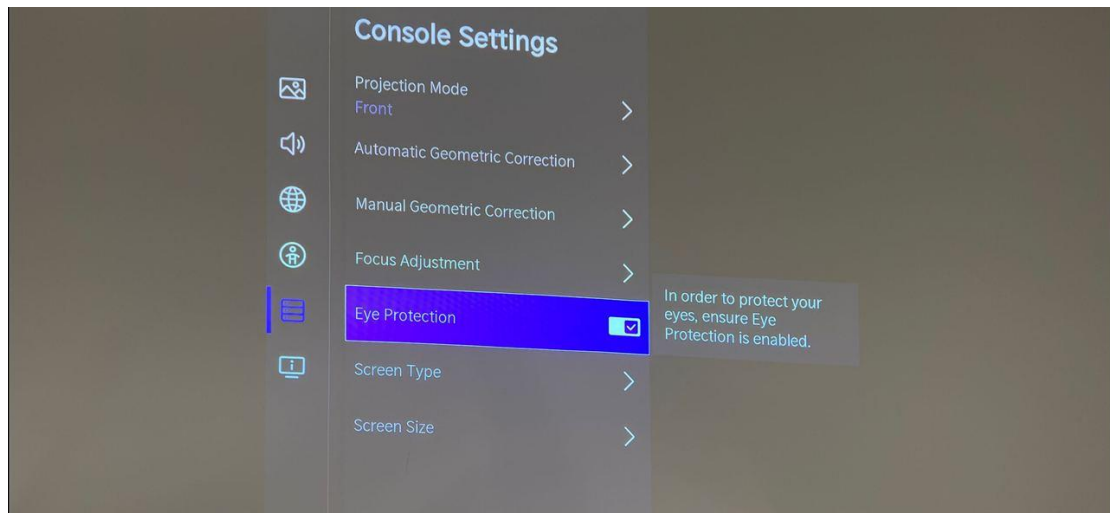 Console Settings
Projection Mode
Front
Automatic Geometric Correction
Manual Geometric Correction
Focus Adjustment
Eye Protection
In order to protect your
eyes, ensure Eye
Protection is enabled.
Screen Type
Screen Size